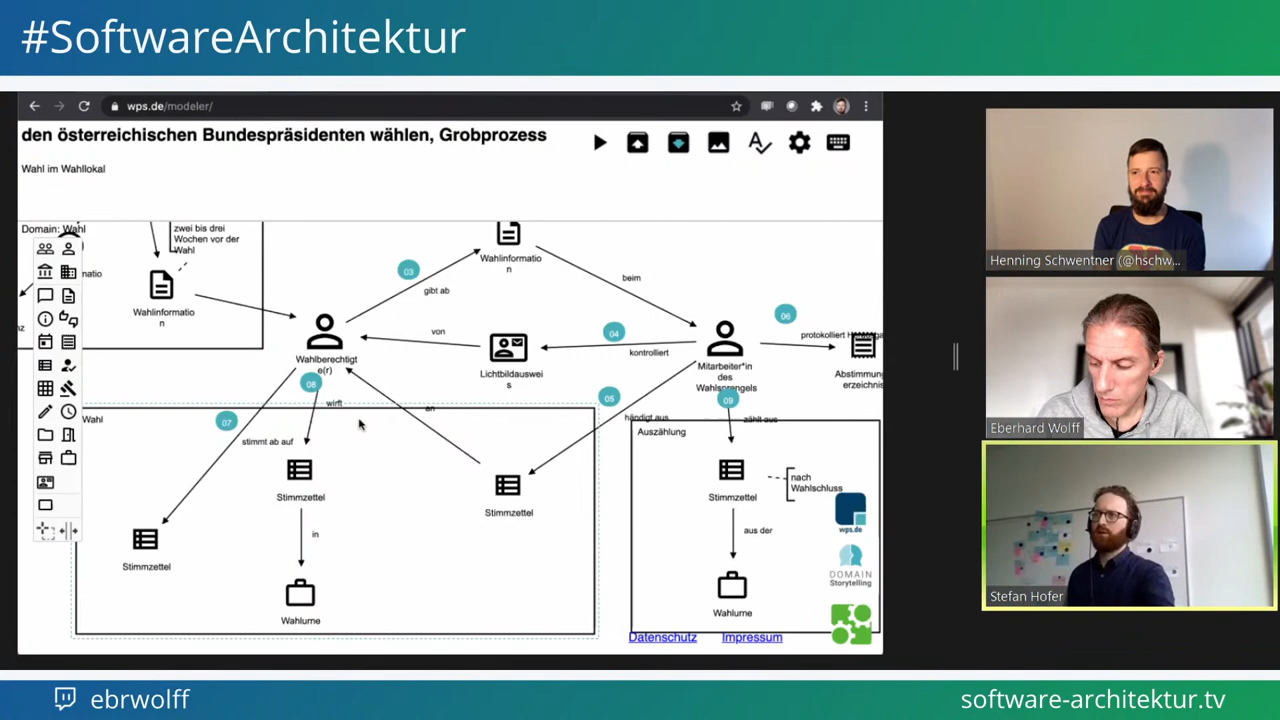 #SoftwareArchitektur
wps.de/modeler/
den österreichischen Bundespräsidenten wählen, Grobprozess
Wahl im Wahllokal
Domain: Wahl
zwei bis drei
Wochen vor der
Wahl
Wahlinformatio
n
Wahlinformatio
n
03
gibt ab
beim
von
04
kontrolliert
06
Wahlberechtigt
e(r)
Lichtbildauswei
s
Mitarbeiter*in
des
Wahlsprengels
protokolliert
Abstimmung
erzeichnis
08
wirft
an
05
händigt aus
09
zählt aus
Wahl
07
stimmt ab auf
Auszählung
Stimmzettel
Stimmzettel
Stimmzettel
nach
Wahlschluss
in
aus der
Stimmzettel
Wahlurne
Wahlurne
wps.de
DOMAIN
Storytelling
Datenschutz
Impressum
Henning Schwentner (@hschw...
Eberhard Wolff
Stefan Hofer
ebrwolff
software-architektur.tv